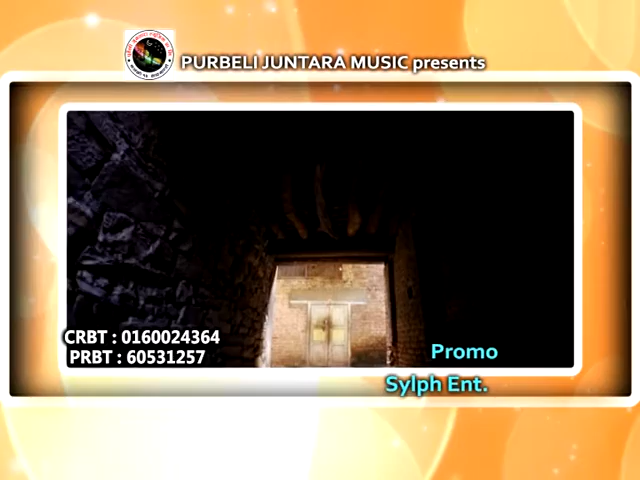 PURBELI JUNTARA MUSIC presents
CRBT : 0160024364
PRBT : 60531257
Promo
Sylph Ent.